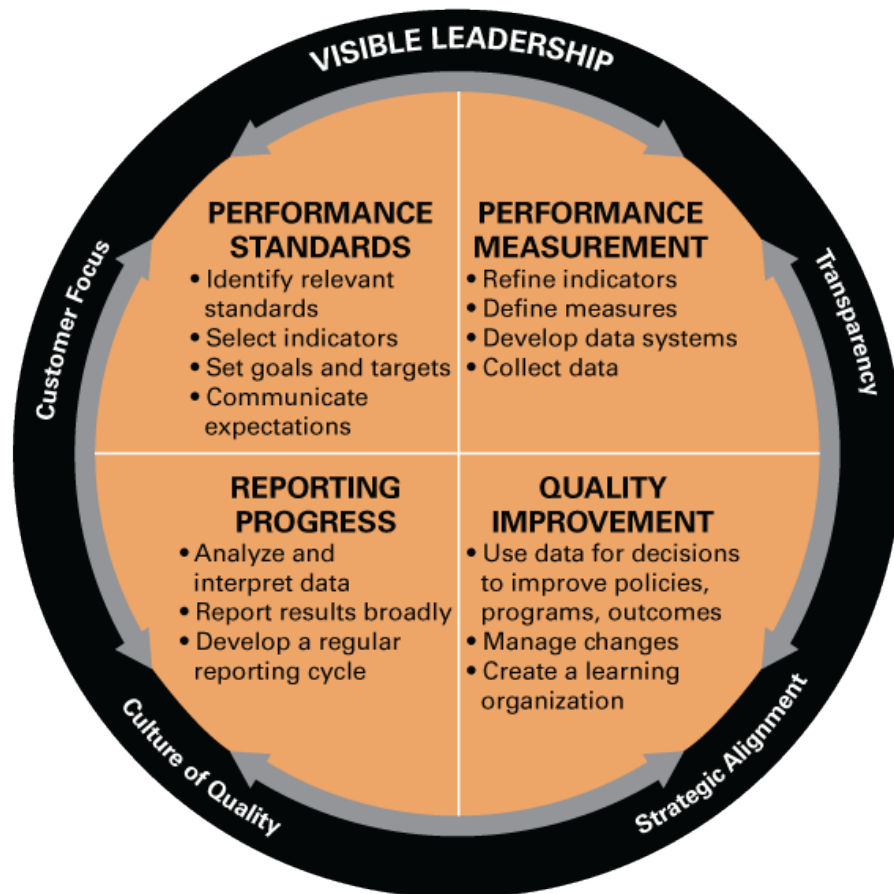 VISIBLE LEADERSHIP
Customer Focus
Transparency
PERFORMANCE
STANDARDS
• Identify relevant
standards
• Select indicators
• Set goals and targets
• Communicate
expectations
PERFORMANCE
MEASUREMENT
• Refine indicators
• Define measures
• Develop data systems
• Collect data
REPORTING
PROGRESS
• Analyze and
interpret data
• Report results broadly
• Develop a regular
reporting cycle
QUALITY
IMPROVEMENT
• Use data for decisions
to improve policies,
programs, outcomes
• Manage changes
• Create a learning
organization
Culture of Quality
Strategic Alignment